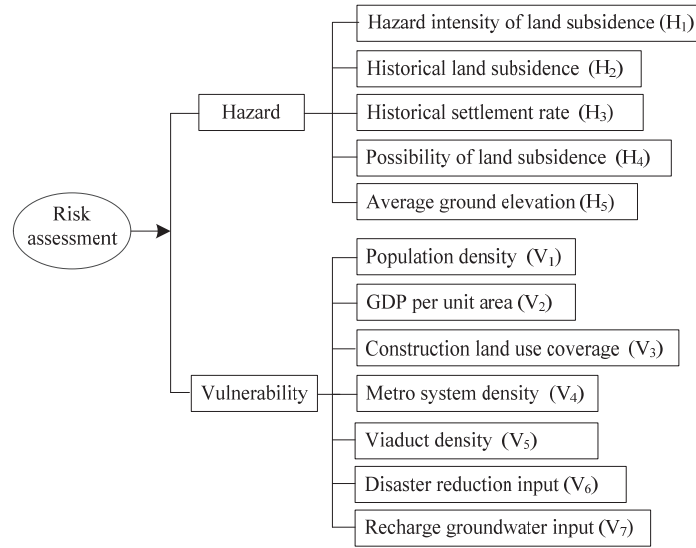 Risk
assessment
Hazard
Hazard intensity of land subsidence (H₁)
Historical land subsidence (H₂)
Historical settlement rate (H₃)
Possibility of land subsidence (H₄)
Average ground elevation (H₅)
Vulnerability
Population density (V₁)
GDP per unit area (V₂)
Construction land use coverage (V₃)
Metro system density (V₄)
Viaduct density (V₅)
Disaster reduction input (V₆)
Recharge groundwater input (V₇)